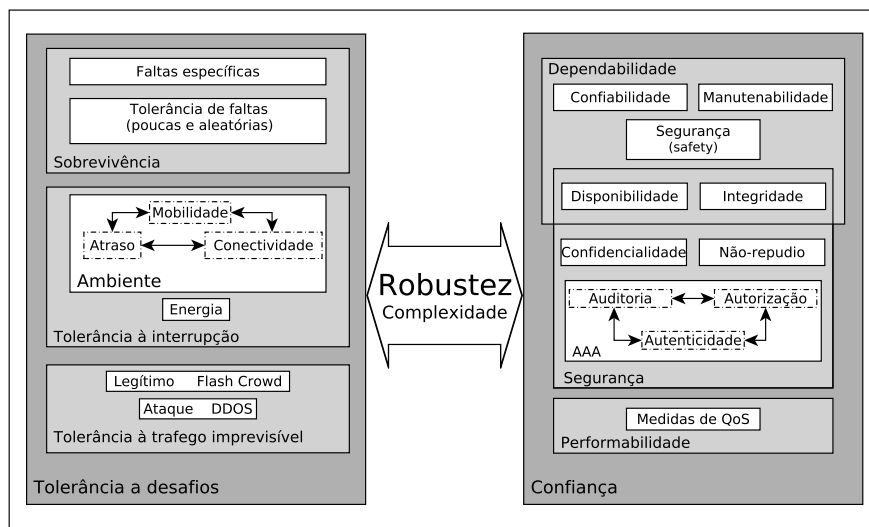 Faltas específicas
Tolerância de faltas
(poucas e aleatórias)
Sobrevivência
Mobilidade
Atraso
Conectividade
Ambiente
Energia
Tolerância à interrupção
Legítimo Flash Crowd
Ataque DDOS
Tolerância à trafego imprevisível
Tolerância a desafios
Robustez
Complexidade
Dependabilidade
Confiabilidade
Manutenabilidade
Segurança
(safety)
Disponibilidade
Integridade
Confidencialidade
Não-repudio
Auditoria
Autorização
Autenticidade
AAA
Segurança
Medidas de QoS
Performabilidade
Confiança